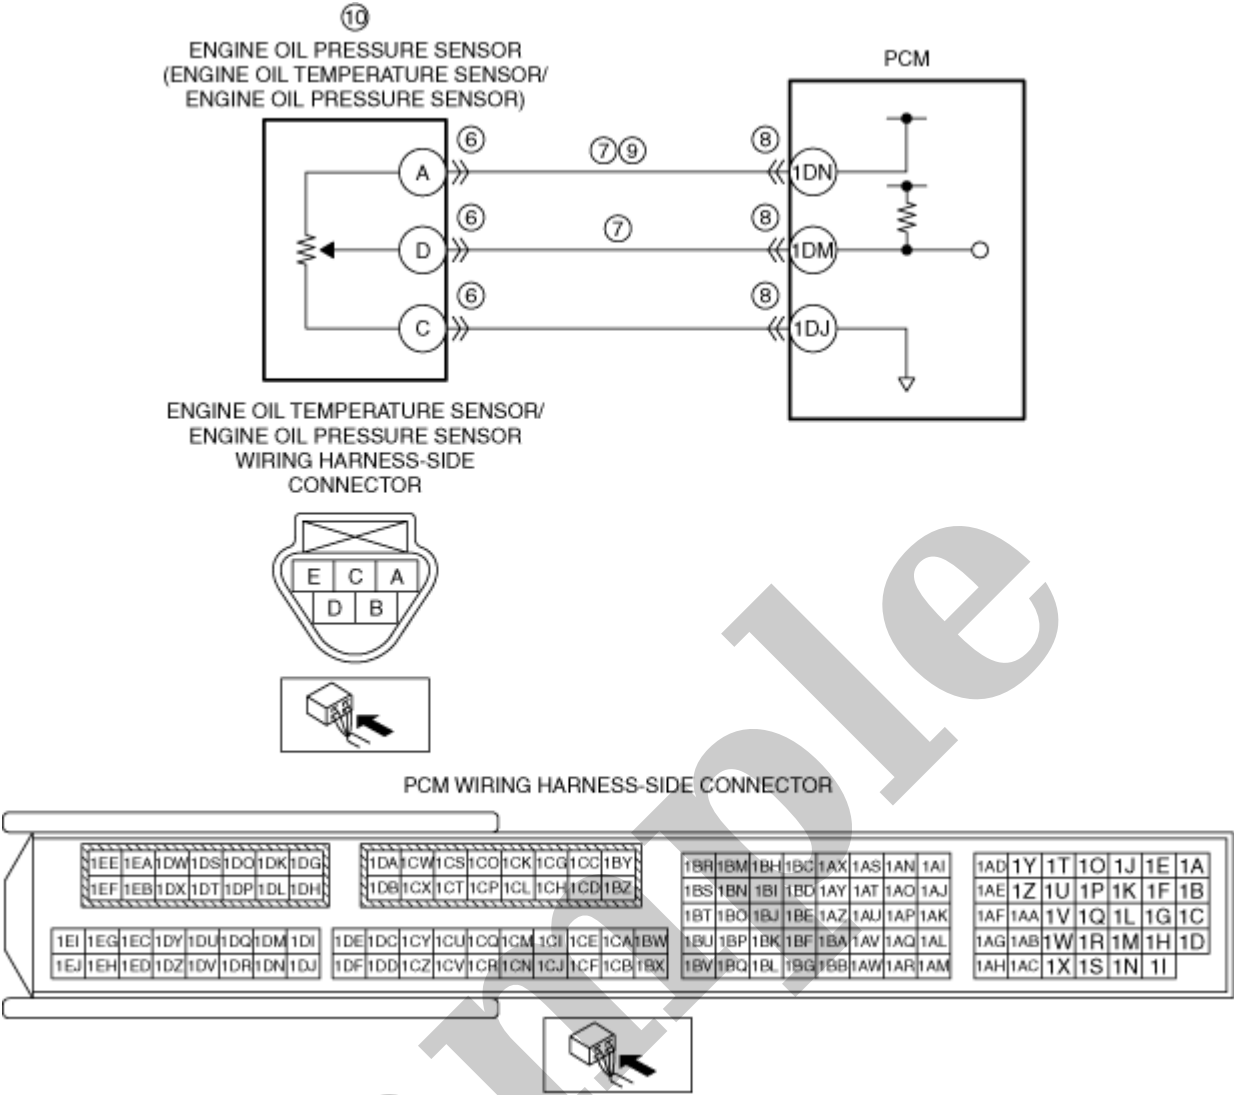 10
ENGINE OIL PRESSURE SENSOR
(ENGINE OIL TEMPERATURE SENSOR/
ENGINE OIL PRESSURE SENSOR)
PCM
6 7 9 8
A 1DN
6 7 8
D 1DM
6 8
C 1DJ
ENGINE OIL TEMPERATURE SENSOR/
ENGINE OIL PRESSURE SENSOR
WIRING HARNESS-SIDE
CONNECTOR
E C A
D B
PCM WIRING HARNESS-SIDE CONNECTOR
1EE 1EA 1DW 1DS 1DO 1DK 1DG 1DA 1CW 1CS 1CO 1CK 1CG 1CC 1BY
1EF 1EB 1DX 1DT 1DP 1DL 1DH 1DB 1CX 1CT 1CP 1CL 1CH 1CD 1BZ
1EI 1EG 1EC 1DY 1DU 1DQ 1DM 1DI 1DE 1DC 1CY 1CU 1CQ 1CM 1CI 1CE 1CA 1BW
1EJ 1EH 1ED 1DZ 1DV 1DR 1DN 1DJ 1DF 1DD 1CZ 1CV 1CR 1CN 1CJ 1CF 1CB 1BX
1BR 1BM 1BH 1BC 1AX 1AS 1AN 1AI 1AD 1Y 1T 1O 1J 1E 1A
1BS 1BN 1BI 1BD 1AY 1AT 1AO 1AJ 1AE 1Z 1U 1P 1K 1F 1B
1BT 1BO 1BJ 1BE 1AZ 1AU 1AP 1AK 1AF 1AA 1V 1Q 1L 1G 1C
1BU 1BP 1BK 1BF 1BA 1AV 1AQ 1AL 1AG 1AB 1W 1R 1M 1H 1D
1BV 1BQ 1BL 1BG 1BB 1AW 1AR 1AM 1AH 1AC 1X 1S 1N 1I
mple